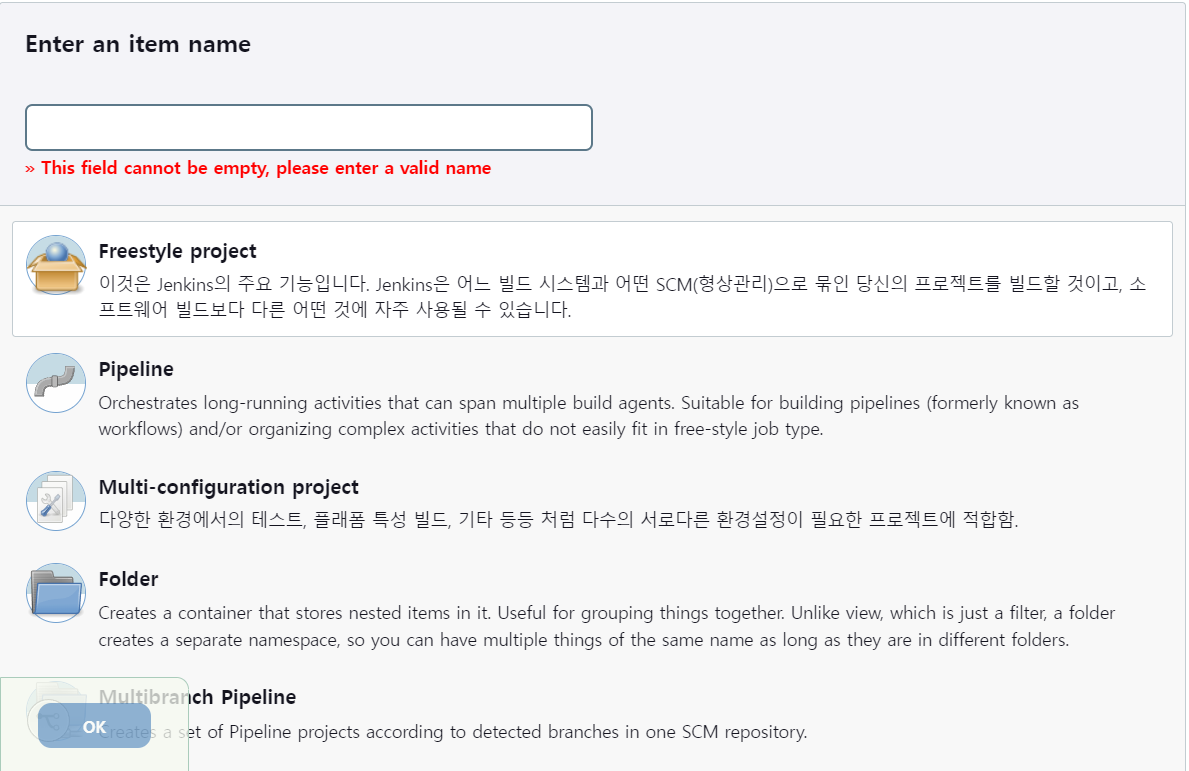 Enter an item name
» This field cannot be empty, please enter a valid name
Freestyle project
이것은 Jenkins의 주요 기능입니다. Jenkins은 어느 빌드 시스템과 어떤 SCM(형상관리)으로 묶인 당신의 프로젝트를 빌드할 것이고, 소
프트웨어 빌드보다 다른 어떤 것에 자주 사용될 수 있습니다.
Pipeline
Orchestrates long-running activities that can span multiple build agents. Suitable for building pipelines (formerly known as
workflows) and/or organizing complex activities that do not easily fit in free-style job type.
Multi-configuration project
다양한 환경에서의 테스트, 플래폼 특성 빌드, 기타 등등 처럼 다수의 서로다른 환경설정이 필요한 프로젝트에 적합함.
Folder
Creates a container that stores nested items in it. Useful for grouping things together. Unlike view, which is just a filter, a folder
creates a separate namespace, so you can have multiple things of the same name as long as they are in different folders.
Multibranch Pipeline
OK
Creates a set of Pipeline projects according to detected branches in one SCM repository.